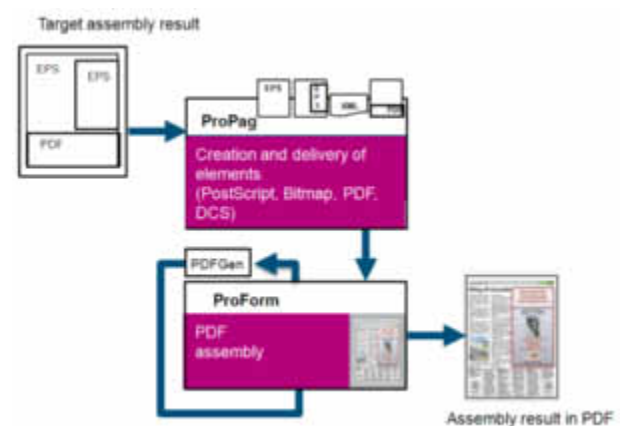 Target assembly result
EPS
EPS
PDF
EPS
XML
ProPag
Creation and delivery of
elements
(PostScript, Bitmap, PDF,
DCS)
PDFGen
ProForm
PDF
assembly
Assembly result in PDF